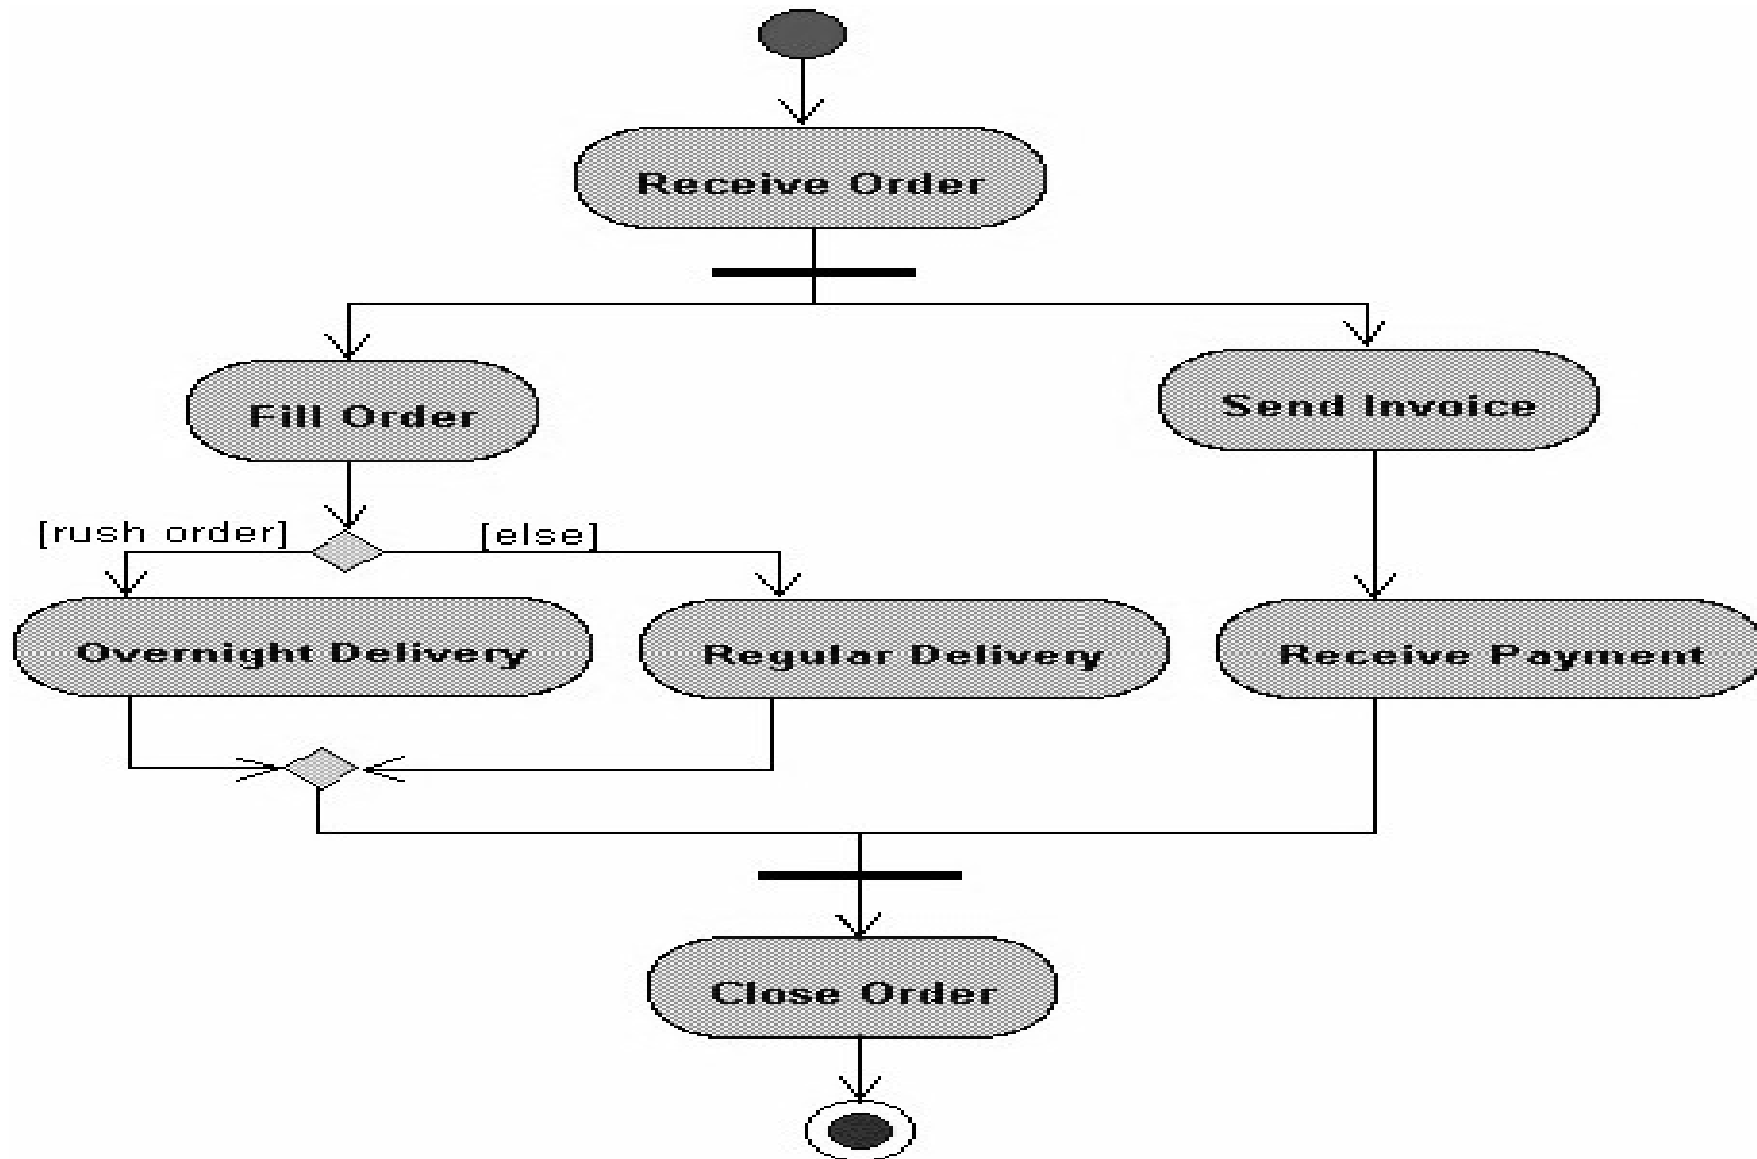 Receive Order
Fill Order
Send Invoice
[rush order]
[else]
Overnight Delivery
Regular Delivery
Receive Payment
Close Order